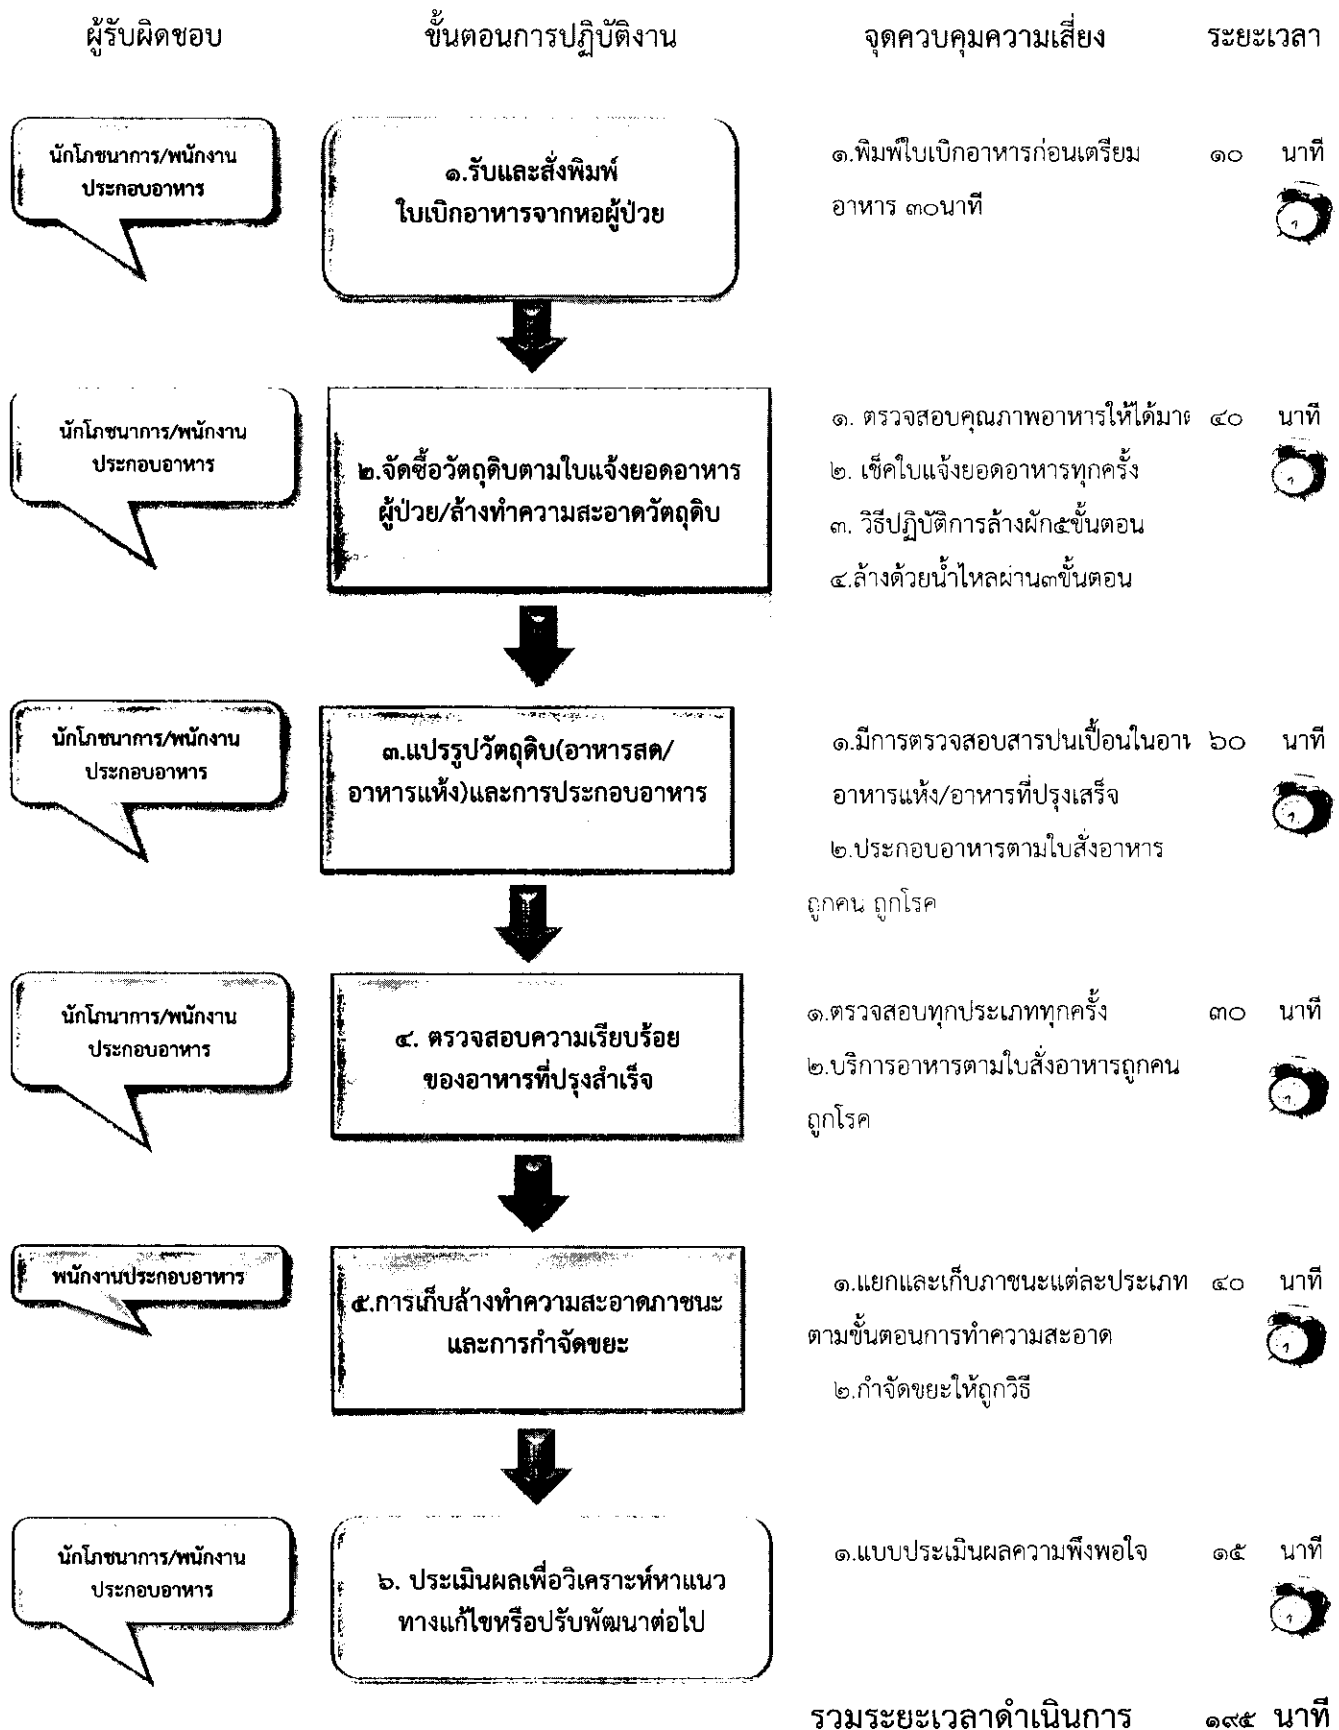 ผู้รับผิดชอบ ขั้นตอนการปฏิบัติงาน จุดควบคุมความเสี่ยง ระยะเวลา
นักโภชนาการ/พนักงาน
ประกอบอาหาร
๑.รับและสั่งพิมพ์
ใบเบิกอาหารจากหอผู้ป่วย
๑.พิมพ์ใบเบิกอาหารก่อนเตรียม ๑๐ นาที
อาหาร ๓๐นาที
นักโภชนาการ/พนักงาน
ประกอบอาหาร
๒.จัดซื้อวัตถุดิบตามใบแจ้งยอดอาหาร
ผู้ป่วย/ล้างทำความสะอาดวัตถุดิบ
๑. ตรวจสอบคุณภาพอาหารให้ได้มา ๔๐ นาที
๒. เช็คใบแจ้งยอดอาหารทุกครั้ง
๓. วิธีปฏิบัติการล้างผัก๕ขั้นตอน
๔.ล้างด้วยน้ำไหลผ่าน๓ขั้นตอน
นักโภชนาการ/พนักงาน
ประกอบอาหาร
๓.แปรรูปวัตถุดิบ(อาหารสด/
อาหารแห้ง)และการประกอบอาหาร
๑.มีการตรวจสอบสารปนเปื้อนในอา ๖๐ นาที
อาหารแห้ง/อาหารที่ปรุงเสร็จ
๒.ประกอบอาหารตามใบสั่งอาหาร
ถูกคน ถูกโรค
นักโภนาการ/พนักงาน
ประกอบอาหาร
๔. ตรวจสอบความเรียบร้อย
ของอาหารที่ปรุงสำเร็จ
๑.ตรวจสอบทุกประเภททุกครั้ง ๓๐ นาที
๒.บริการอาหารตามใบสั่งอาหารถูกคน
ถูกโรค
พนักงานประกอบอาหาร
๕.การเก็บล้างทำความสะอาดภาชนะ
และการกำจัดขยะ
๑.แยกและเก็บภาชนะแต่ละประเภท ๔๐ นาที
ตามขั้นตอนการทำความสะอาด
๒.กำจัดขยะให้ถูกวิธี
นักโภชนาการ/พนักงาน
ประกอบอาหาร
๖. ประเมินผลเพื่อวิเคราะห์หาแนว
ทางแก้ไขหรือปรับพัฒนาต่อไป
๑.แบบประเมินผลความพึงพอใจ ๑๕ นาที
รวมระยะเวลาดำเนินการ ๑๙๕ นาที